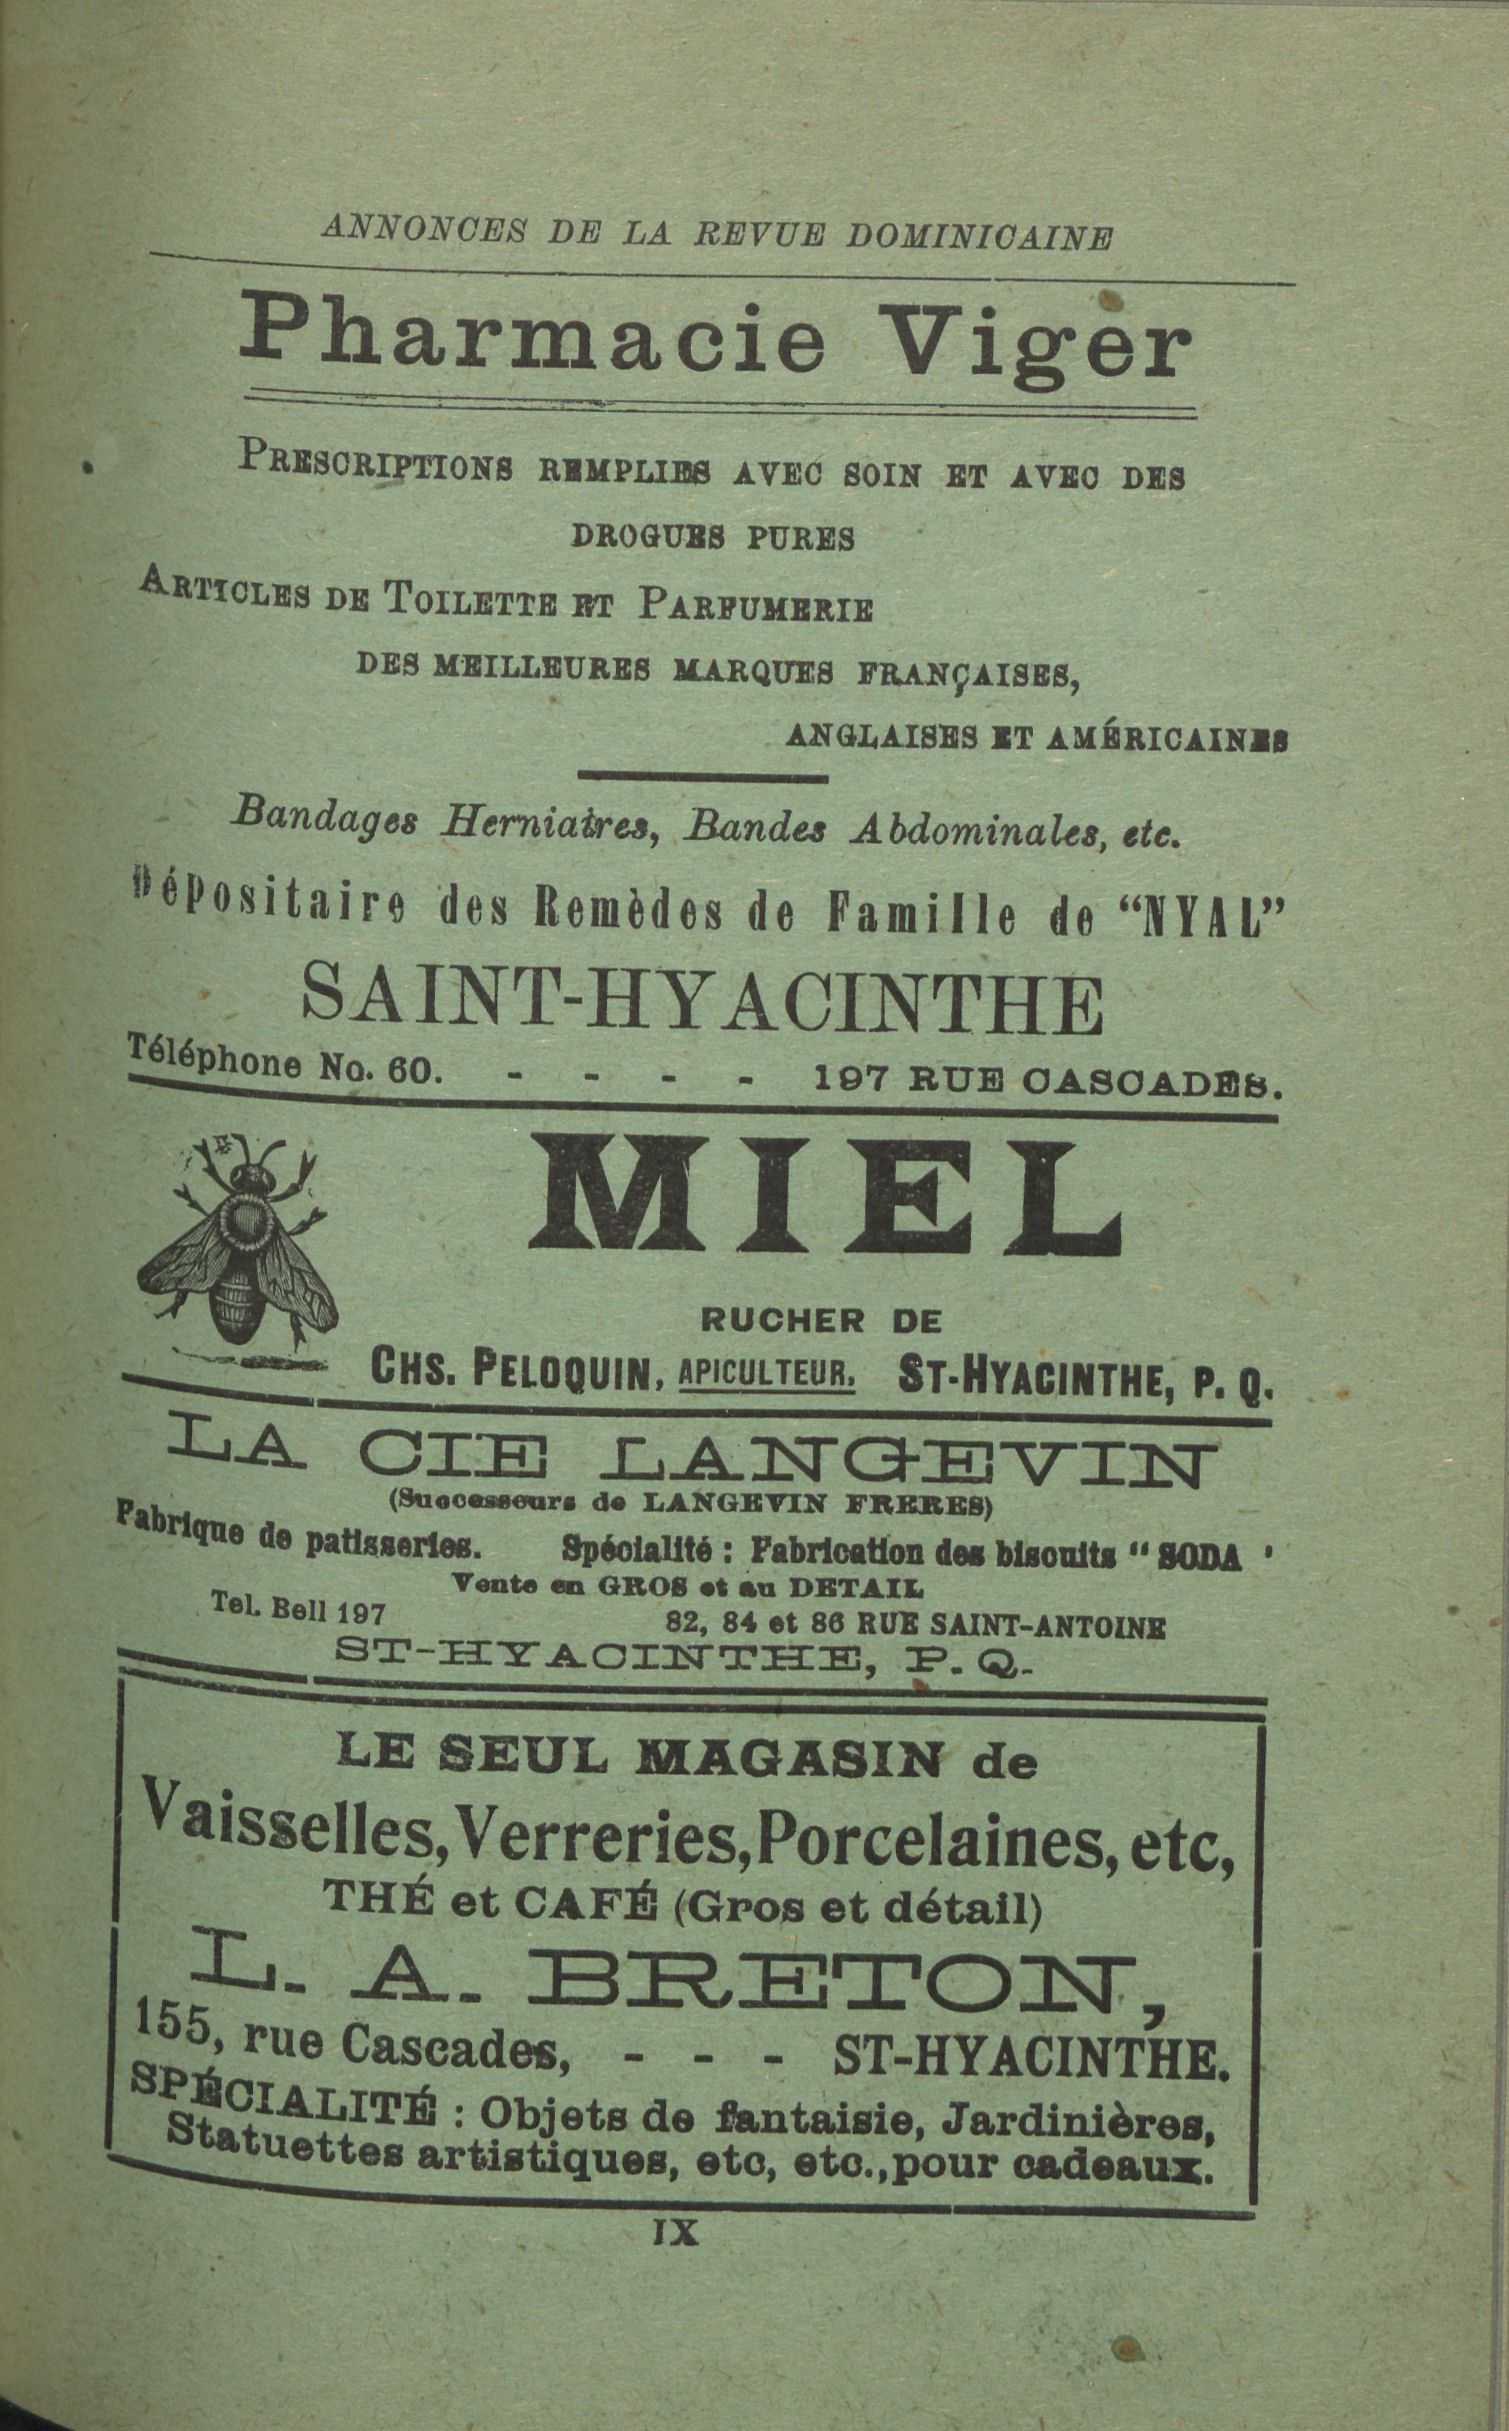 ANNONCES DE LA REVUE DOMINICAINE
Pharmacie Viger
PRESCRIPTIONS REMPLIES AVEC SOIN ET AVEC DES
DROGUES PURES
ARTICLES DE TOILETTE ET PARFUMERIE
DES MEILLEURES MARQUES FRANÇAISES,
ANGLAISES ET AMÉRICAINES
Bandages Herniaires, Bandes Abdominales, etc.
Dépositaire des Remèdes de Famille de “NYAL”
SAINT-HYACINTHE
Téléphone No. 60. - - - - 197 RUE CASCADES.
MIEL
RUCHER DE
CHS. PELOQUIN, APICULTEUR. ST-HYACINTHE, P. Q.
LA CIE LANGEVIN
(Successeurs de LANGEVIN FRERES)
Fabrique de patisseries. Spécialité : Fabrication des biscuits “ SODA '
Vente en GROS et au DETAIL
Tel. Bell 197 82, 84 et 86 RUE SAINT-ANTOINE
ST-HYACINTHE, P. Q.
LE SEUL MAGASIN de
Vaisselles, Verreries, Porcelaines, etc,
THÉ et CAFÉ (Gros et détail)
L. A. BRETON,
155, rue Cascades, - - - ST-HYACINTHE.
SPÉCIALITÉ : Objets de fantaisie, Jardinières,
Statuettes artistiques, etc, etc., pour cadeaux.
IX